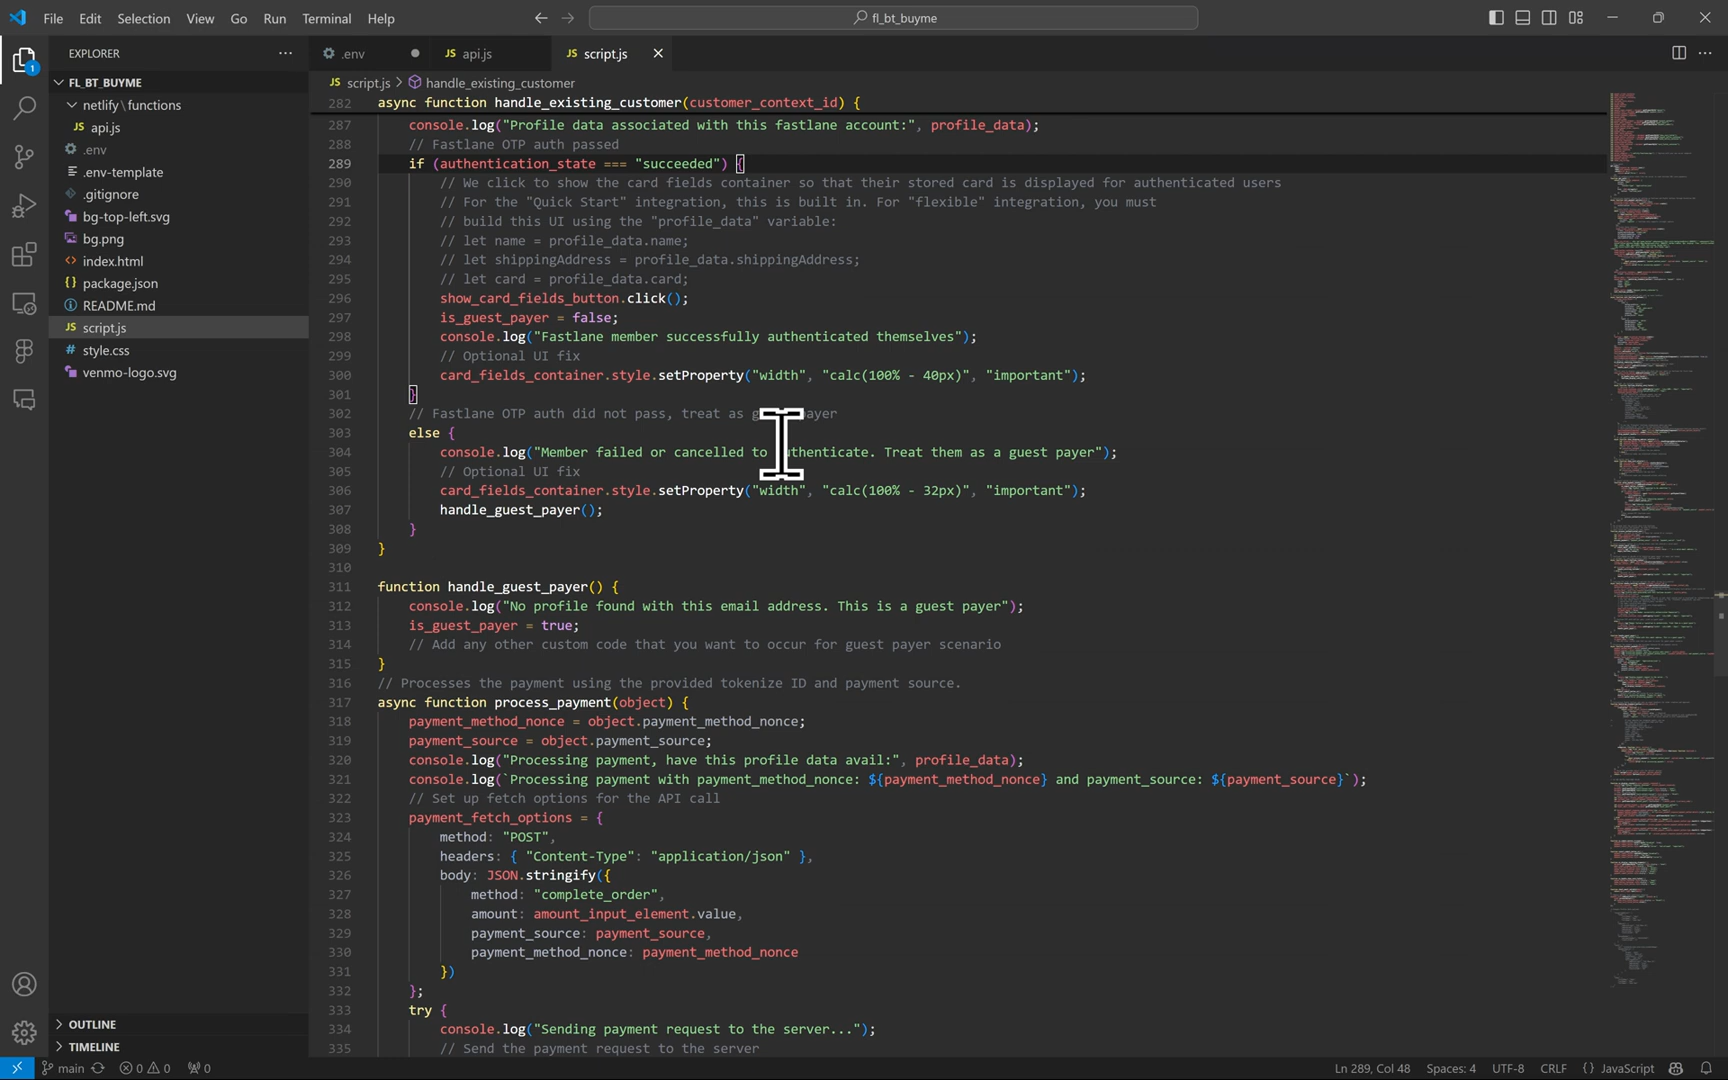 File Edit Selection View Go Run Terminal Help
fl_bt_buyme
EXPLORER
1
FL_BT_BUYME
netlify\functions
JS api.js
.env
.env-template
.gitignore
bg-top-left.svg
bg.png
<> index.html
{} package.json
README.md
JS script.js
# style.css
venmo-logo.svg
OUTLINE
TIMELINE
.env
JS api.js
JS script.js
JS script.js > handle_existing_customer
282 async function handle_existing_customer(customer_context_id) {
287 console.log("Profile data associated with this fastlane account:", profile_data);
288 // Fastlane OTP auth passed
289 if (authentication_state === "succeeded") {
290 // We click to show the card fields container so that their stored card is displayed for authenticated users
291 // For the "Quick Start" integration, this is built in. For "flexible" integration, you must
292 // build this UI using the "profile_data" variable:
293 // let name = profile_data.name;
294 // let shippingAddress = profile_data.shippingAddress;
295 // let card = profile_data.card;
296 show_card_fields_button.click();
297 is_guest_payer = false;
298 console.log("Fastlane member successfully authenticated themselves");
299 // Optional UI fix
300 card_fields_container.style.setProperty("width", "calc(100% - 40px)", "important");
301 }
302 // Fastlane OTP auth did not pass, treat as payer
303 else {
304 console.log("Member failed or cancelled to authenticate. Treat them as a guest payer");
305 // Optional UI fix
306 card_fields_container.style.setProperty("width", "calc(100% - 32px)", "important");
307 handle_guest_payer();
308 }
309 }
310
311 function handle_guest_payer() {
312 console.log("No profile found with this email address. This is a guest payer");
313 is_guest_payer = true;
314 // Add any other custom code that you want to occur for guest payer scenario
315 }
316 // Processes the payment using the provided tokenize ID and payment source.
317 async function process_payment(object) {
318 payment_method_nonce = object.payment_method_nonce;
319 payment_source = object.payment_source;
320 console.log("Processing payment, have this profile data avail:", profile_data);
321 console.log(`Processing payment with payment_method_nonce: ${payment_method_nonce} and payment_source: ${payment_source}`);
322 // Set up fetch options for the API call
323 payment_fetch_options = {
324 method: "POST",
325 headers: { "Content-Type": "application/json" },
326 body: JSON.stringify({
327 method: "complete_order",
328 amount: amount_input_element.value,
329 payment_source: payment_source,
330 payment_method_nonce: payment_method_nonce
331 })
332 };
333 try {
334 console.log("Sending payment request to the server...");
335 // Send the payment request to the server
main 0 0 0
Ln 289, Col 48 Spaces: 4 UTF-8 CRLF {} JavaScript